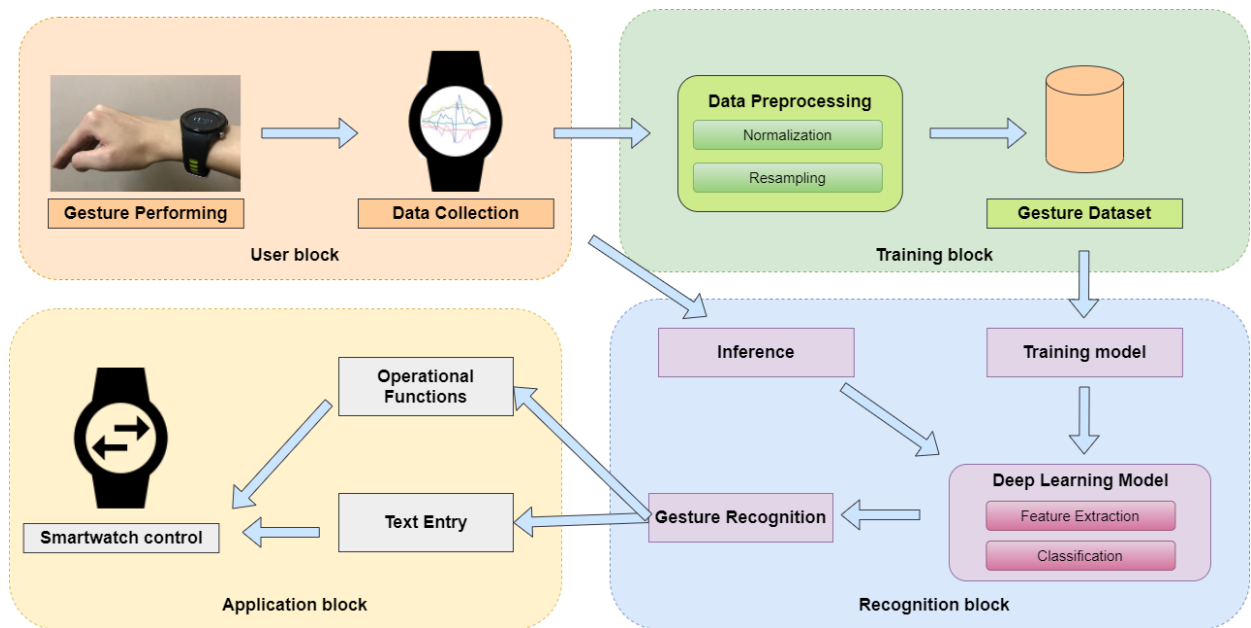 Gesture Performing
Data Collection
User block
Data Preprocessing
Normalization
Resampling
Gesture Dataset
Training block
Operational
Functions
Text Entry
Smartwatch control
Application block
Inference
Training model
Deep Learning Model
Feature Extraction
Classification
Gesture Recognition
Recognition block